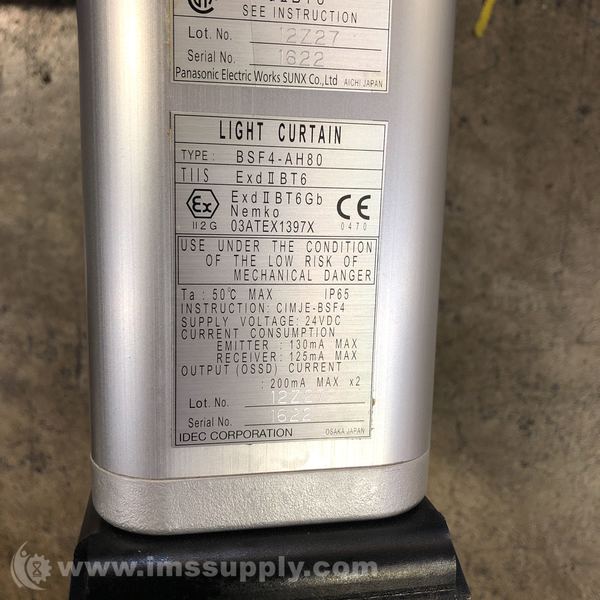 SEE INSTRUCTION
Lot. No. 12Z27
Serial No. 1622
Panasonic Electric Works SUNX Co.,Ltd AICHI JAPAN
LIGHT CURTAIN
TYPE: BSF4-AH80
TIIS ExdⅡBT6
Ex ExdⅡBT6Gb
Nemko CE
II2G 03ATEX1397X 0470
USE UNDER THE CONDITION
OF THE LOW RISK OF
MECHANICAL DANGER
Ta : 50℃ MAX IP65
INSTRUCTION: CIMJE-BSF4
SUPPLY VOLTAGE: 24VDC
CURRENT CONSUMPTION
EMITTER : 130mA MAX
RECEIVER: 125mA MAX
OUTPUT (OSSD) CURRENT
: 200mA MAX x2
Lot. No. 12Z27
Serial No. 1622
IDEC CORPORATION OSAKA JAPAN
www.imssupply.com